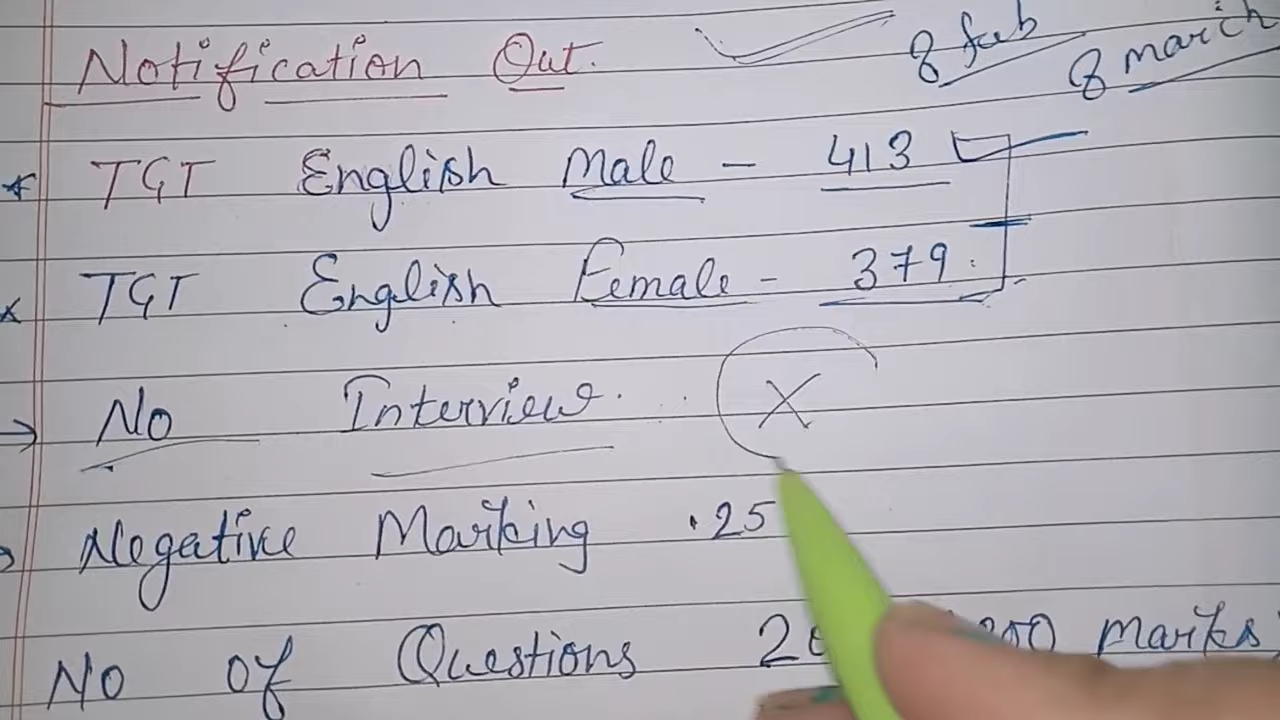 Notification Out.
8 Feb
8 march
TGT English Male - 413
TGT English Female - 379.
No Interview.
Negative Marking .25
No of Questions marks